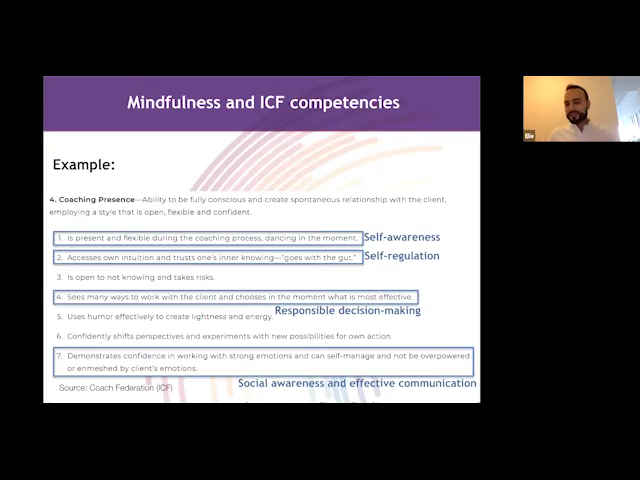 Mindfulness and ICF competencies
Example:
4. Coaching Presence—Ability to be fully conscious and create spontaneous relationship with the client,
employing a style that is open, flexible and confident.
1. Is present and flexible during the coaching process, dancing in the moment. Self-awareness
2. Accesses own intuition and trusts one's inner knowing—"goes with the gut." Self-regulation
3. Is open to not knowing and takes risks.
4. Sees many ways to work with the client and chooses in the moment what is most effective.
Responsible decision-making
5. Uses humor effectively to create lightness and energy.
6. Confidently shifts perspectives and experiments with new possibilities for own action.
7. Demonstrates confidence in working with strong emotions and can self-manage and not be overpowered
or enmeshed by client's emotions.
Social awareness and effective communication
Source: Coach Federation (ICF)
Elie